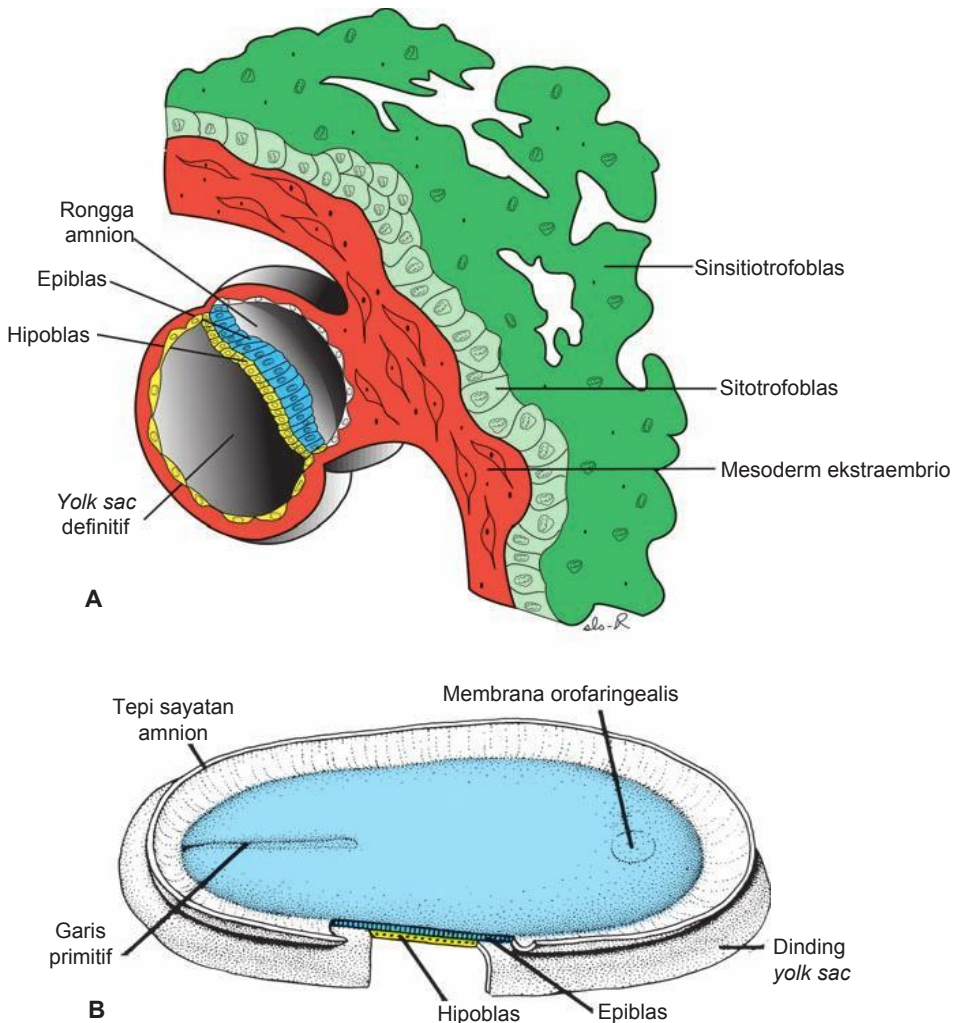 Rongga
amnion
Epiblas
Hipoblas
Yolk sac
definitif
Sinsitiotrofoblas
Sitotrofoblas
Mesoderm ekstraembrio
A
Membrana orofaringealis
Tepi sayatan
amnion
Garis
primitif
Dinding
yolk sac
Hipoblas
Epiblas
B